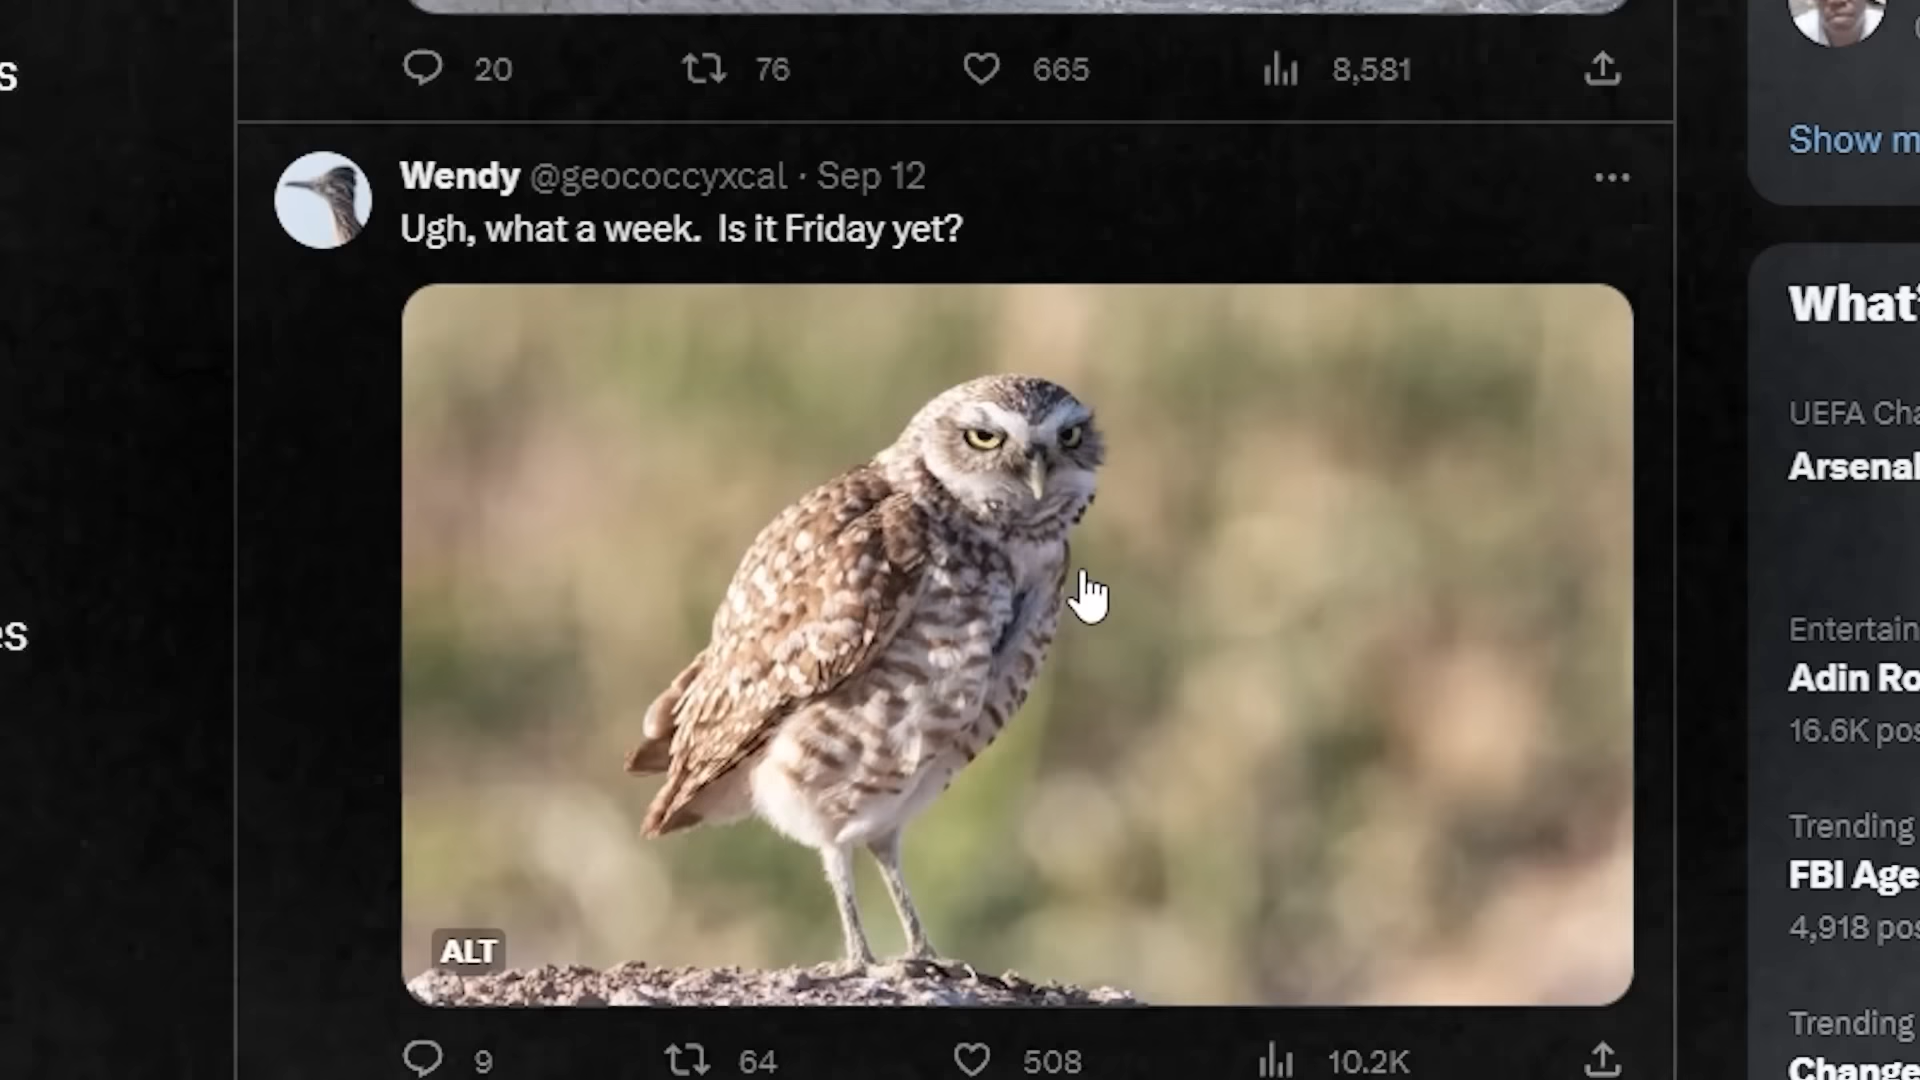 s
20 76 665 8,581
Show m
Wendy @geococcyxcal · Sep 12
Ugh, what a week.  Is it Friday yet?
What'
UEFA Cha
Arsenal
Entertain
Adin Ro
16.6K pos
es
Trending
FBI Age
4,918 pos
ALT
Trending
Change
9 64 508 10.2K